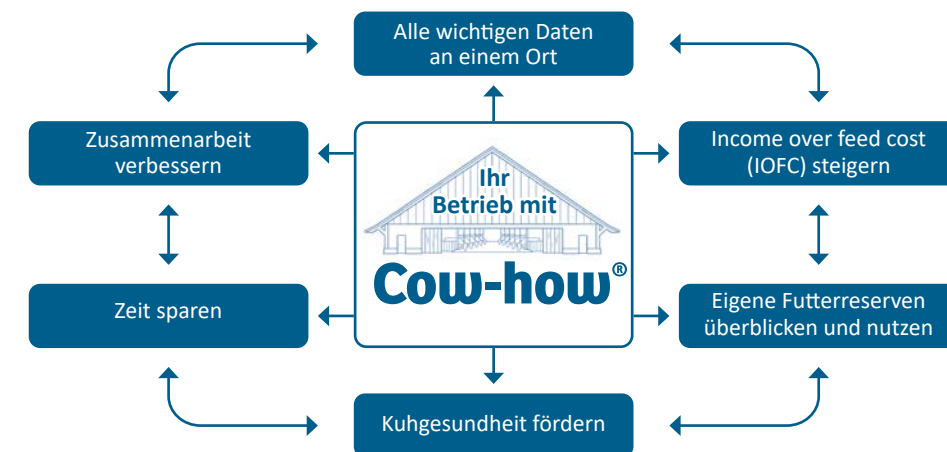 Alle wichtigen Daten
an einem Ort
Zusammenarbeit
verbessern
Income over feed cost
(IOFC) steigern
Ihr
Betrieb mit
Cow-how®
Zeit sparen
Eigene Futterreserven
überblicken und nutzen
Kuhgesundheit fördern